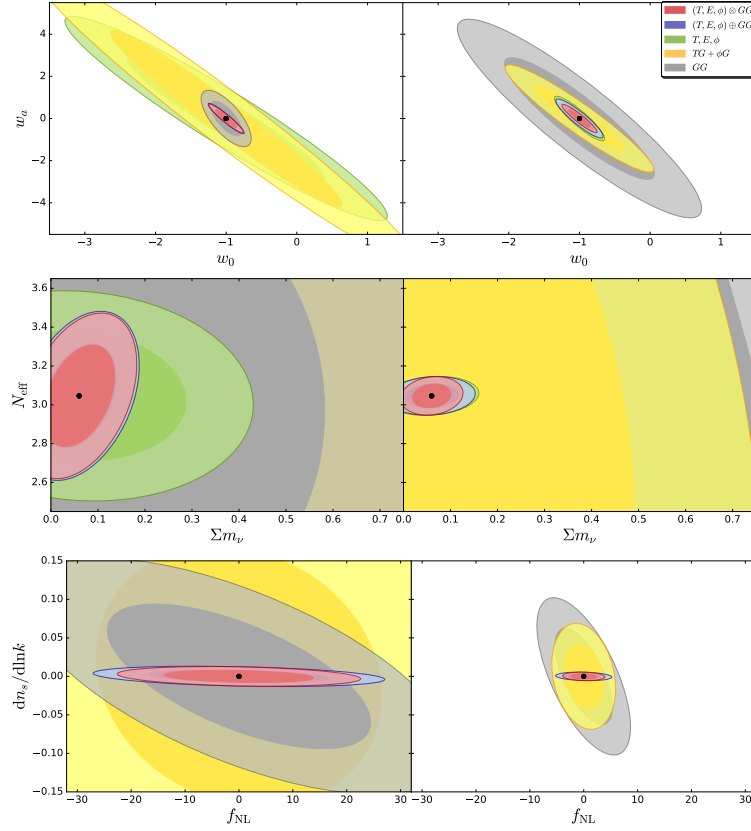 (T, E, ϕ) ⊗ GG
(T, E, ϕ) ⊕ GG
T, E, ϕ
TG + ϕG
GG
4
2
0
−2
−4
w_a
−3 −2 −1 0 1
w_0
−3 −2 −1 0 1
w_0
3.6
3.4
3.2
3.0
2.8
2.6
N_eff
0.0 0.1 0.2 0.3 0.4 0.5 0.6 0.7
Σm_ν
0.0 0.1 0.2 0.3 0.4 0.5 0.6 0.7
Σm_ν
0.15
0.10
0.05
0.00
−0.05
−0.10
−0.15
dn_s/dlnk
−30 −20 −10 0 10 20 30
f_NL
−30 −20 −10 0 10 20 30
f_NL